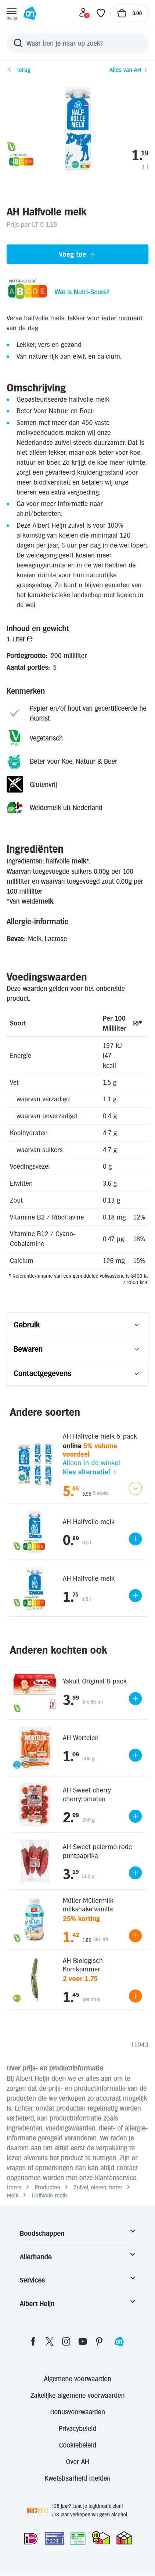 0.00
Waar ben je naar op zoek?
Terug
Alles van AH
HALF
VOLLE
MELK
1.19
1 l
AH Halfvolle melk
Prijs per LT € 1,19
Voeg toe +
NUTRI-SCORE
ABCDE
Wat is Nutri-Score?
Verse halfvolle melk, lekker voor ieder moment
van de dag.
Lekker, vers en gezond
Van nature rijk aan eiwit en calcium.
Omschrijving
Gepasteuriseerde halfvolle melk
Beter Voor Natuur en Boer
Samen met meer dan 450 vaste
melkveehouders maken wij onze
Nederlandse zuivel steeds duurzamer. Dat is
niet alleen lekker, maar ook beter voor koe,
natuur en boer. Zo krijgt de koe meer ruimte,
zorgt een gevarieerd kruidengrasland voor
meer biodiversiteit en betalen wij onze
boeren een extra vergoeding.
Ga voor meer informatie naar
ah.nl/betereten.
Deze Albert Heijn zuivel is voor 100%
afkomstig van koeien die minimaal 120
dagen per jaar, 6 uur per dag in de wei lopen.
De weidegang geeft koeien meer
bewegingsruimte en in de wei hebben de
koeien ruimte voor hun natuurlijke
grasgedrag. Zo kunt u bewust genieten van
al het lekkers en kunnen koeien doen wat ze
in de wei doen.
Inhoud en gewicht
1 Liter ℮
Portiegrootte: 200 milliliter
Aantal porties: 5
Kenmerken
Papier en/of hout van gecertificeerde he
rkomst
Vegetarisch
Beter voor Koe, Natuur & Boer
Glutenvrij
Weidemelk uit Nederland
Ingrediënten
Ingrediënten: halfvolle melk*.
Waarvan toegevoegde suikers 0.00g per 100
milliliter en waarvan toegevoegd zout 0.00g per
100 milliliter
*Van weidemelk.
Allergie-informatie
Bevat: Melk, Lactose
Voedingswaarden
Deze waarden gelden voor het onbereide
product.
Soort Per 100 Milliliter RI*
Energie 197 kJ (47 kcal)
Vet 1.5 g
waarvan verzadigd 1.1 g
waarvan onverzadigd 0.4 g
Koolhydraten 4.7 g
waarvan suikers 4.7 g
Voedingsvezel 0 g
Eiwitten 3.6 g
Zout 0.13 g
Vitamine B2 / Riboflavine 0.18 mg 12%
Vitamine B12 / Cyano-Cobalamine 0.47 µg 18%
Calcium 126 mg 15%
Gebruik
Bewaren
Contactgegevens
Andere soorten
AH Halfvolle melk 5-pack
online 5% volume
voordeel
Alleen in de winkel
Kies alternatief
5.65 5.95 5 stuks
AH Halfvolle melk
0.89 0,5 l
AH Halfvolle melk
1.75 1,5 l
Anderen kochten ook
Yakult Original 8-pack
3.99 8 x 65 ml
AH Wortelen
1.09 500 g
AH Sweet cherry
cherrytomaten
2.99 250 g
AH Sweet palermo rode
puntpaprika
3.19 500 g
Müller Müllermilk
milkshake vanille
25% korting
1.42 1.89 381 ml
AH Biologisch
Komkommer
2 voor 1.75
1.45 per stuk
11943
Over prijs- en productinformatie
Bij Albert Heijn doen we er alles aan om te
zorgen dat de prijs- en productinformatie van de
producten die we verkopen zo accuraat mogelijk
is. Echter, omdat producten regelmatig worden
verbeterd, kan productinformatie zoals
ingrediënten, voedingswaarden, dieet- of allergie-
informatie geregeld veranderen. We raden je
daarom aan om altijd eerst de verpakking te
lezen alvorens het product te nuttigen. Zijn er
vragen of opmerkingen dan kan altijd contact
opgenomen worden met onze klantenservice.
Home Producten Zuivel, eieren, boter
Melk Halfvolle melk
Boodschappen
Allerhande
Services
Albert Heijn
Algemene voorwaarden
Zakelijke algemene voorwaarden
Bonusvoorwaarden
Privacybeleid
Cookiebeleid
Over AH
Kwetsbaarheid melden
NIX18
‹ 25 jaar? Laat je legitimatie zien!
‹ 18 jaar verkopen wij geen alcohol.